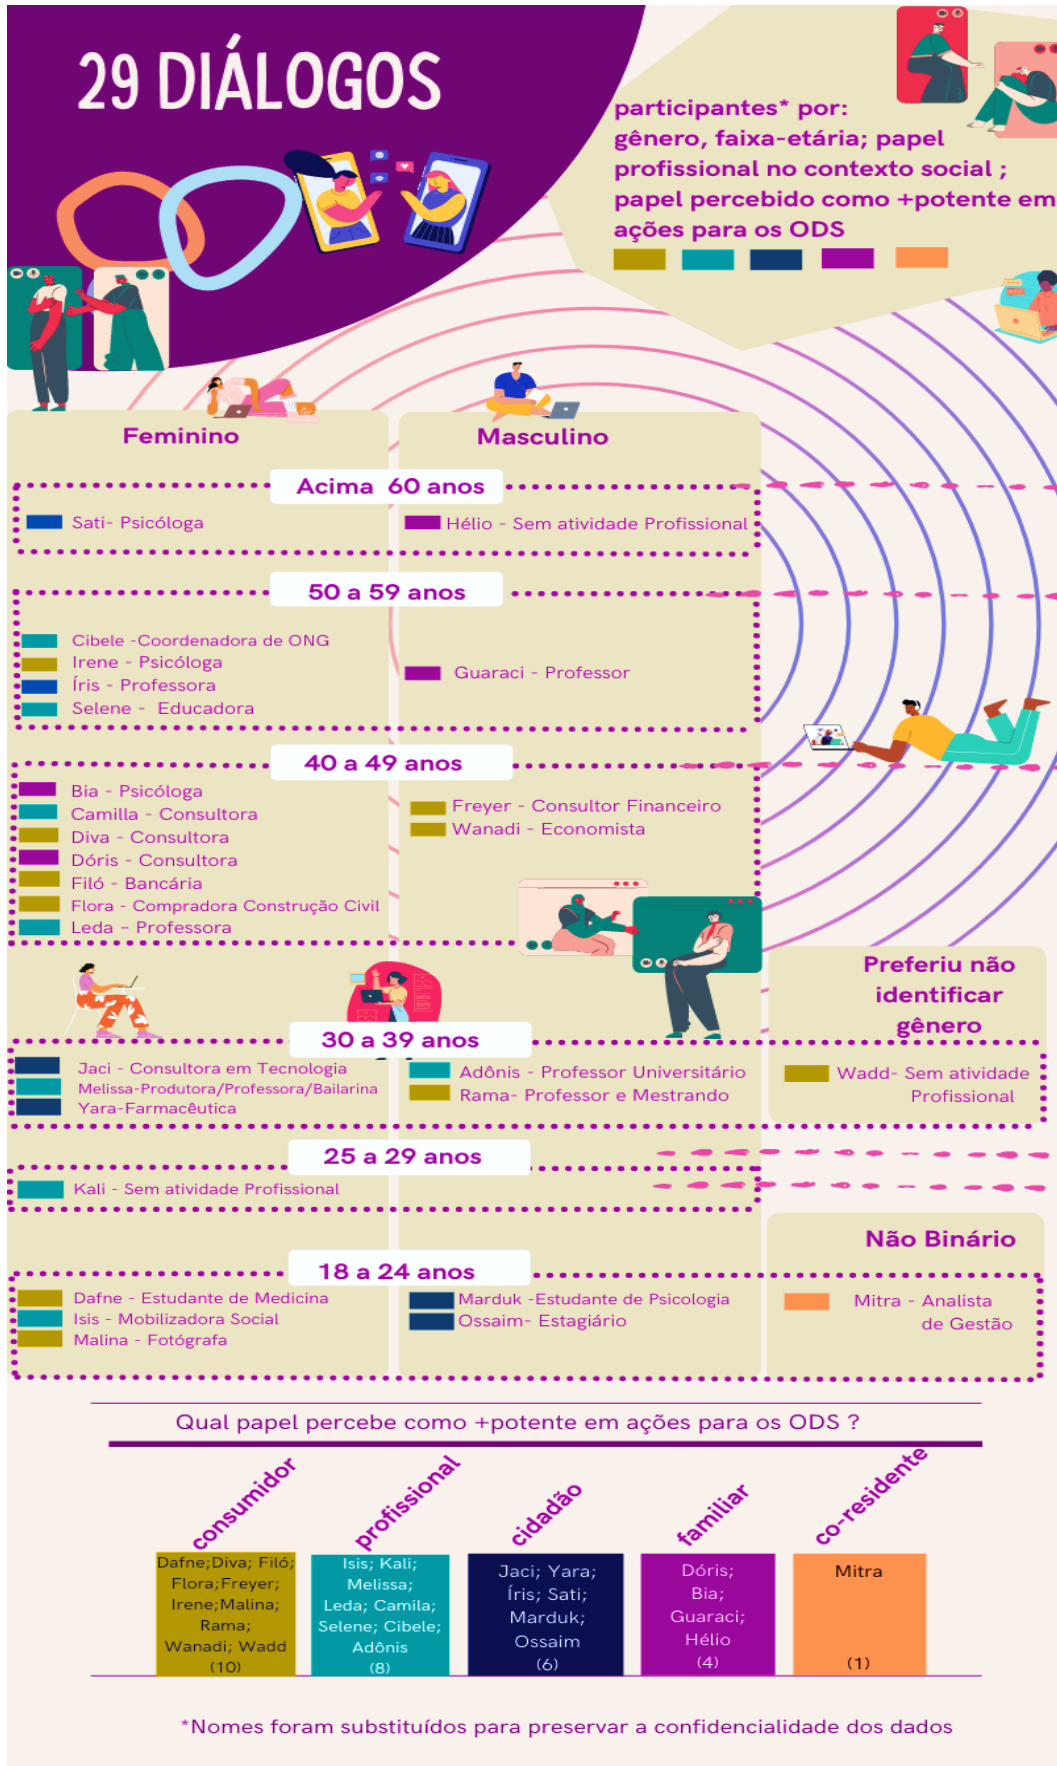 29 DIÁLOGOS
participantes* por:
gênero, faixa-etária; papel
profissional no contexto social ;
papel percebido como +potente em
ações para os ODS
Feminino
Masculino
Acima 60 anos
Sati- Psicóloga
Hélio - Sem atividade Profissional
50 a 59 anos
Cibele -Coordenadora de ONG
Irene - Psicóloga
Íris - Professora
Selene - Educadora
Guaraci - Professor
40 a 49 anos
Bia - Psicóloga
Camilla - Consultora
Diva - Consultora
Dóris - Consultora
Filó - Bancária
Flora - Compradora Construção Civil
Leda - Professora
Freyer - Consultor Financeiro
Wanadi - Economista
Preferiu não
identificar
gênero
30 a 39 anos
Jaci - Consultora em Tecnologia
Melissa-Produtora/Professora/Bailarina
Yara-Farmacêutica
Adônis - Professor Universitário
Rama- Professor e Mestrando
Wadd- Sem atividade
Profissional
25 a 29 anos
Kali - Sem atividade Profissional
Não Binário
18 a 24 anos
Dafne - Estudante de Medicina
Isis - Mobilizadora Social
Malina - Fotógrafa
Marduk -Estudante de Psicologia
Ossaim- Estagiário
Mitra - Analista
de Gestão
Qual papel percebe como +potente em ações para os ODS ?
consumidor
profissional
cidadão
familiar
co-residente
Dafne;Diva; Filó;
Flora;Freyer;
Irene;Malina;
Rama;
Wanadi; Wadd
(10)
Isis; Kali;
Melissa;
Leda; Camila;
Selene; Cibele;
Adônis
(8)
Jaci; Yara;
Íris; Sati;
Marduk;
Ossaim
(6)
Dóris;
Bia;
Guaraci;
Hélio
(4)
Mitra
(1)
*Nomes foram substituídos para preservar a confidencialidade dos dados